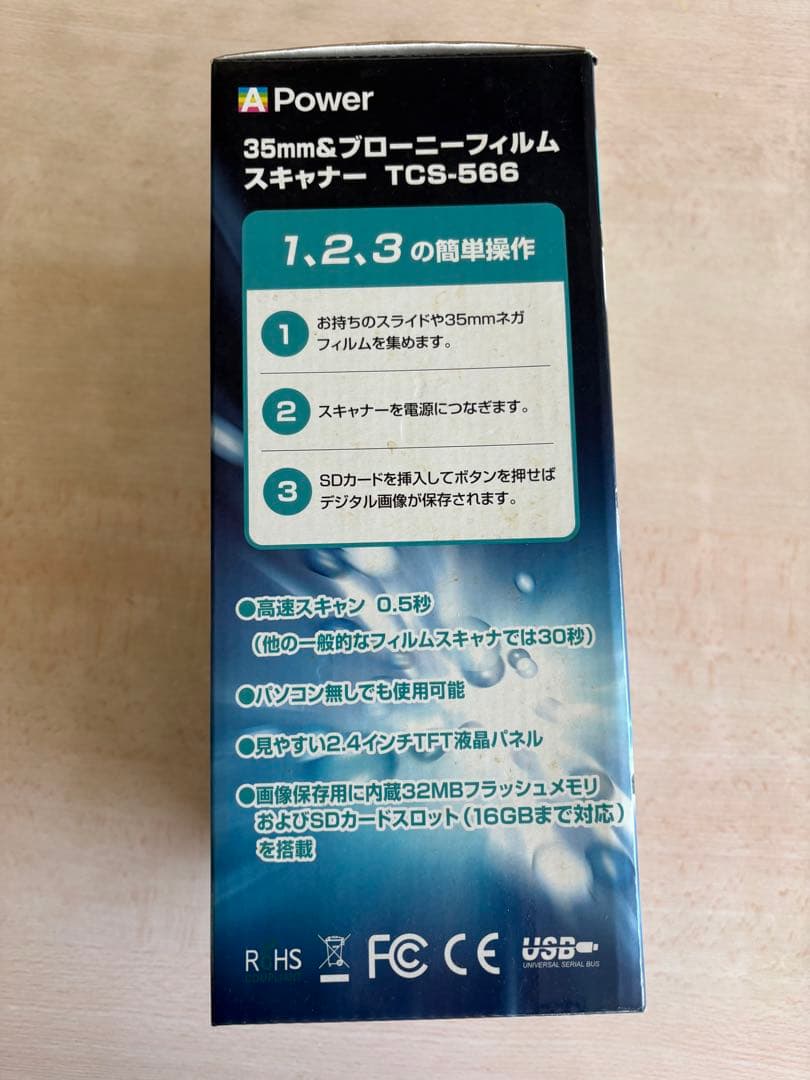 A Power
35mm&ブローニーフィルム
スキャナー TCS-566
1、2、3 の簡単操作
1 お持ちのスライドや35mmネガ
フィルムを集めます。
2 スキャナーを電源につなぎます。
3 SDカードを挿入してボタンを押せば
デジタル画像が保存されます。
●高速スキャン 0.5秒
(他の一般的なフィルムスキャナでは30秒)
●パソコン無しでも使用可能
●見やすい2.4インチTFT液晶パネル
●画像保存用に内蔵32MBフラッシュメモリ
およびSDカードスロット(16GBまで対応)
を搭載
RoHS FC CE USB
UNIVERSAL SERIAL BUS